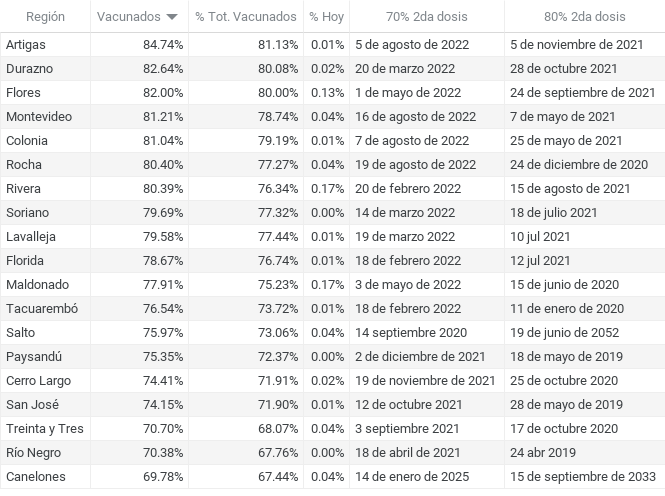 Región Vacunados % Tot. Vacunados % Hoy 70% 2da dosis 80% 2da dosis
Artigas 84.74% 81.13% 0.01% 5 de agosto de 2022 5 de noviembre de 2021
Durazno 82.64% 80.08% 0.02% 20 de marzo 2022 28 de octubre 2021
Flores 82.00% 80.00% 0.13% 1 de mayo de 2022 24 de septiembre de 2021
Montevideo 81.21% 78.74% 0.04% 16 de agosto de 2022 7 de mayo de 2021
Colonia 81.04% 79.19% 0.01% 7 de agosto de 2022 25 de mayo de 2021
Rocha 80.40% 77.27% 0.04% 19 de agosto de 2022 24 de diciembre de 2020
Rivera 80.39% 76.34% 0.17% 20 de febrero 2022 15 de agosto de 2021
Soriano 79.69% 77.32% 0.00% 14 de marzo de 2022 18 de julio 2021
Lavalleja 79.58% 77.44% 0.01% 19 de marzo de 2022 10 jul 2021
Florida 78.67% 76.74% 0.01% 18 de febrero de 2022 12 jul 2021
Maldonado 77.91% 75.23% 0.17% 3 de mayo de 2022 15 de junio de 2020
Tacuarembó 76.54% 73.72% 0.01% 18 de febrero de 2022 11 de enero de 2020
Salto 75.97% 73.06% 0.04% 14 septiembre 2020 19 de junio de 2052
Paysandú 75.35% 72.37% 0.00% 2 de diciembre de 2021 18 de mayo de 2019
Cerro Largo 74.41% 71.91% 0.02% 19 de noviembre de 2021 25 de octubre 2020
San José 74.15% 71.90% 0.01% 12 de octubre 2021 28 de mayo de 2019
Treinta y Tres 70.70% 68.07% 0.04% 3 septiembre 2021 17 de octubre 2020
Río Negro 70.38% 67.76% 0.00% 18 de abril de 2021 24 abr 2019
Canelones 69.78% 67.44% 0.04% 14 de enero de 2025 15 de septiembre de 2033